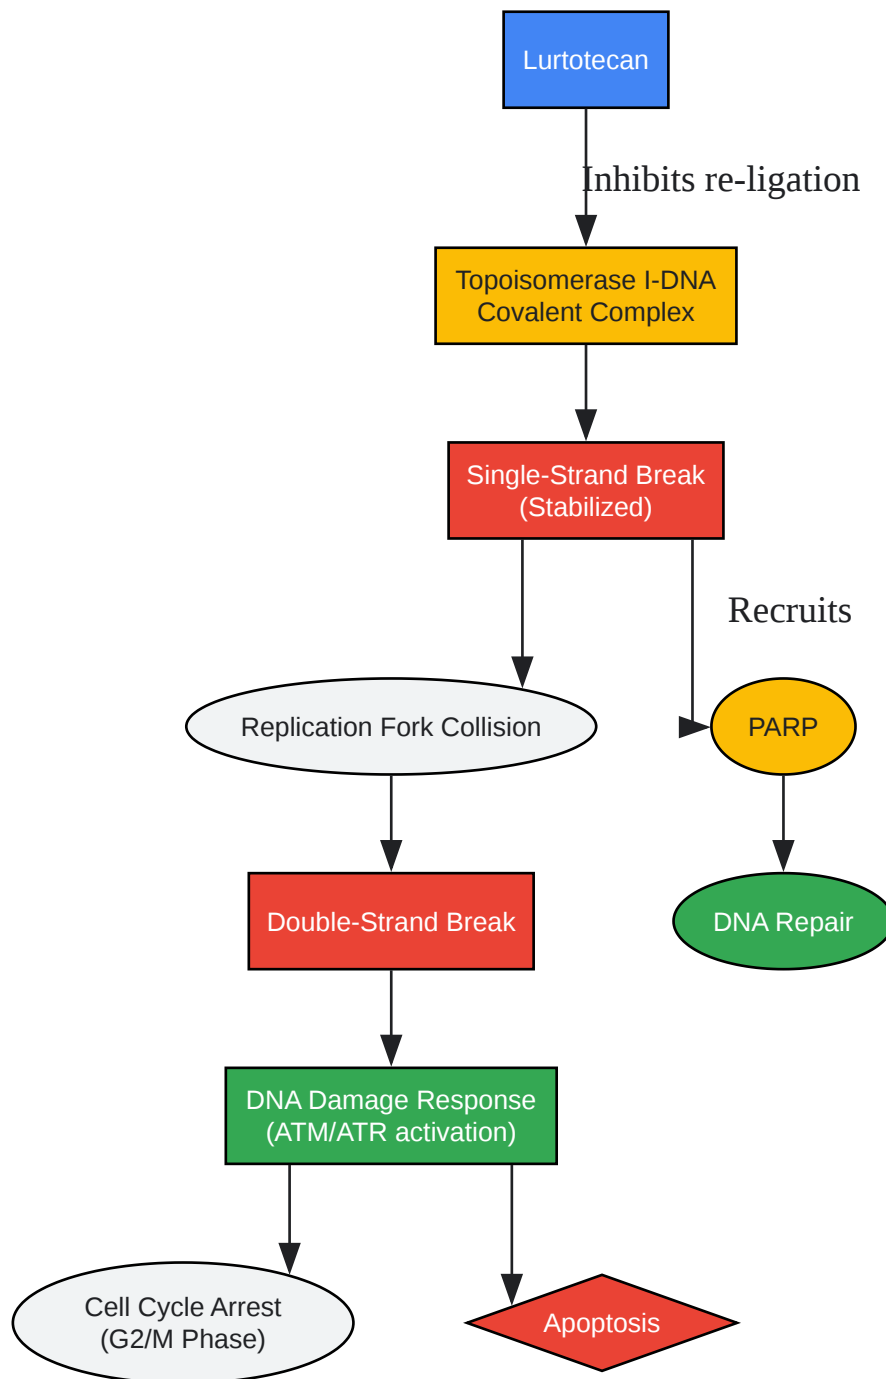 Lurtotecan
Inhibits re-ligation
Topoisomerase I-DNA
Covalent Complex
Single-Strand Break
(Stabilized)
Recruits
Replication Fork Collision
PARP
Double-Strand Break
DNA Repair
DNA Damage Response
(ATM/ATR activation)
Cell Cycle Arrest
(G2/M Phase)
Apoptosis